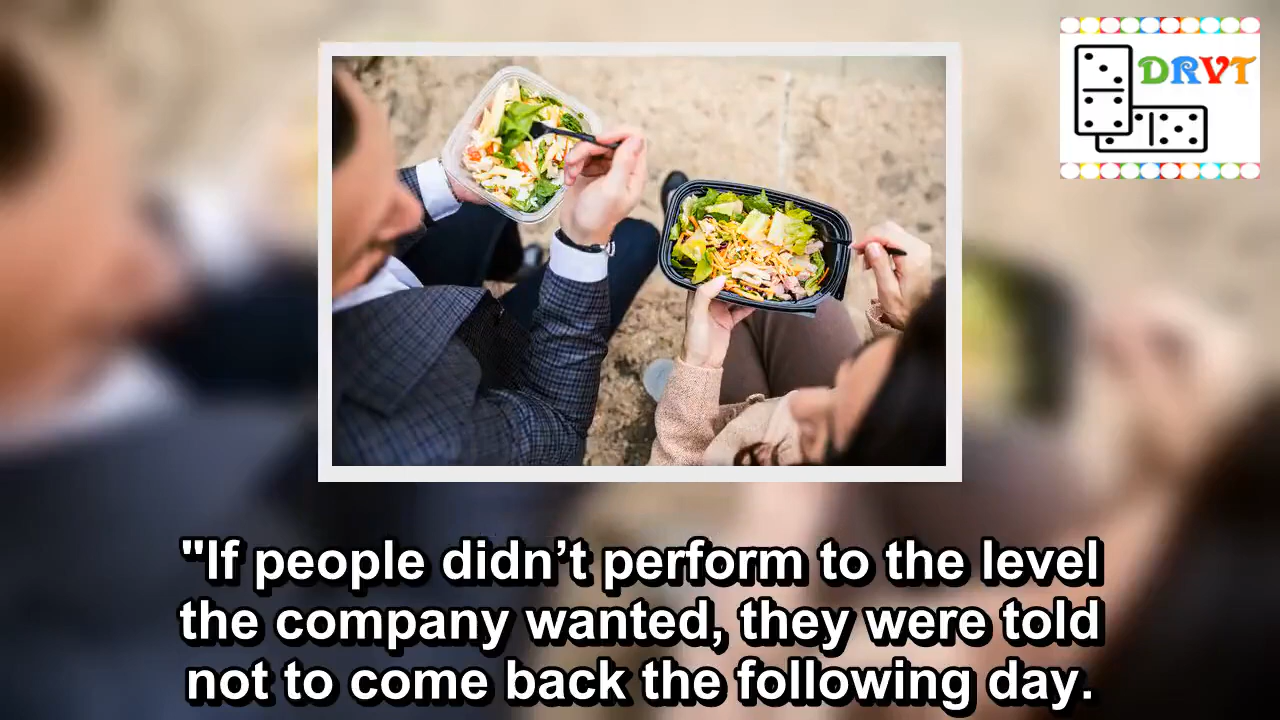 DRVT
"If people didn’t perform to the level
the company wanted, they were told
not to come back the following day.